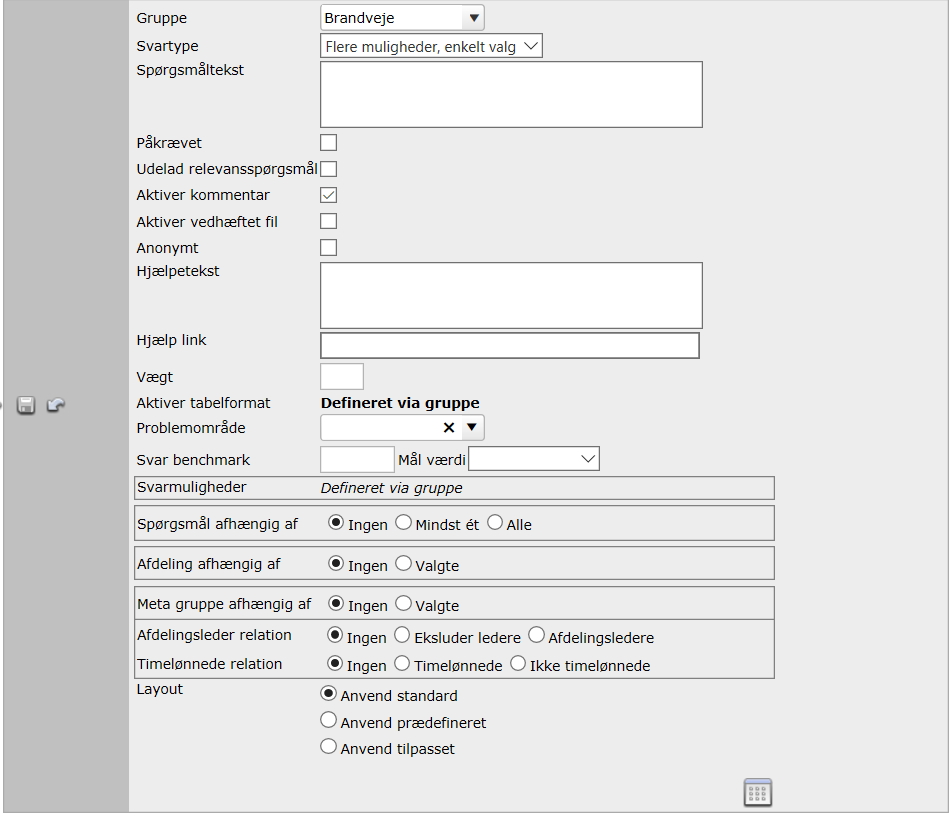 Gruppe Brandveje
Svartype Flere muligheder, enkelt valg
Spørgsmåltekst
Påkrævet
Udelad relevansspørgsmål
Aktiver kommentar
Aktiver vedhæftet fil
Anonymt
Hjælpetekst
Hjælp link
Vægt
Aktiver tabelformat Defineret via gruppe
Problemområde
Svar benchmark Mål værdi
Svarmuligheder Defineret via gruppe
Spørgsmål afhængig af Ingen Mindst ét Alle
Afdeling afhængig af Ingen Valgte
Meta gruppe afhængig af Ingen Valgte
Afdelingsleder relation Ingen Eksluder ledere Afdelingsledere
Timelønnede relation Ingen Timelønnede Ikke timelønnede
Layout Anvend standard
Anvend prædefineret
Anvend tilpasset